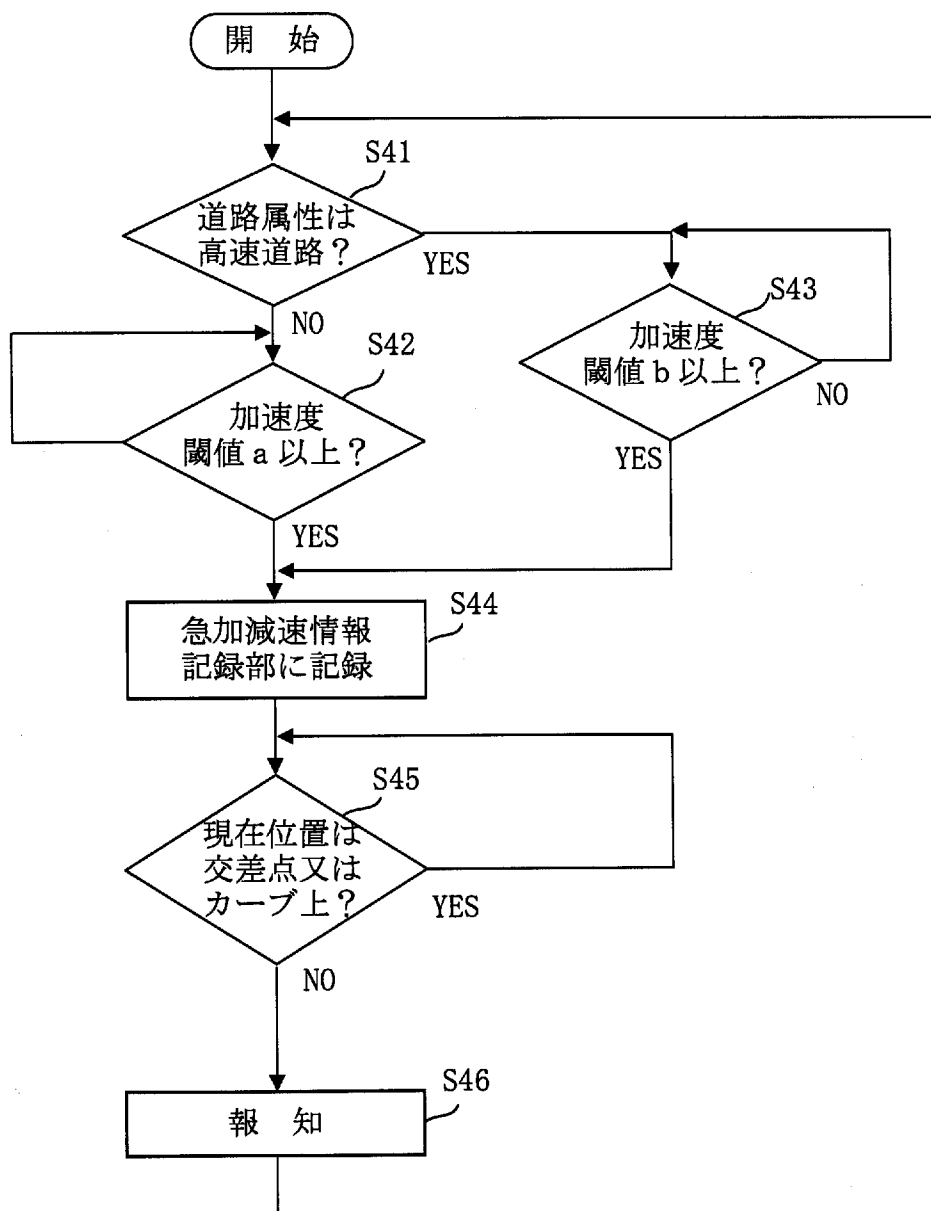 開 始
S41
道路属性は
高速道路?
YES
NO
S43
加速度
閾値b以上?
NO
YES
S42
加速度
閾値a以上?
YES
S44
急加減速情報
記録部に記録
S45
現在位置は
交差点又は
カーブ上?
YES
NO
S46
報 知